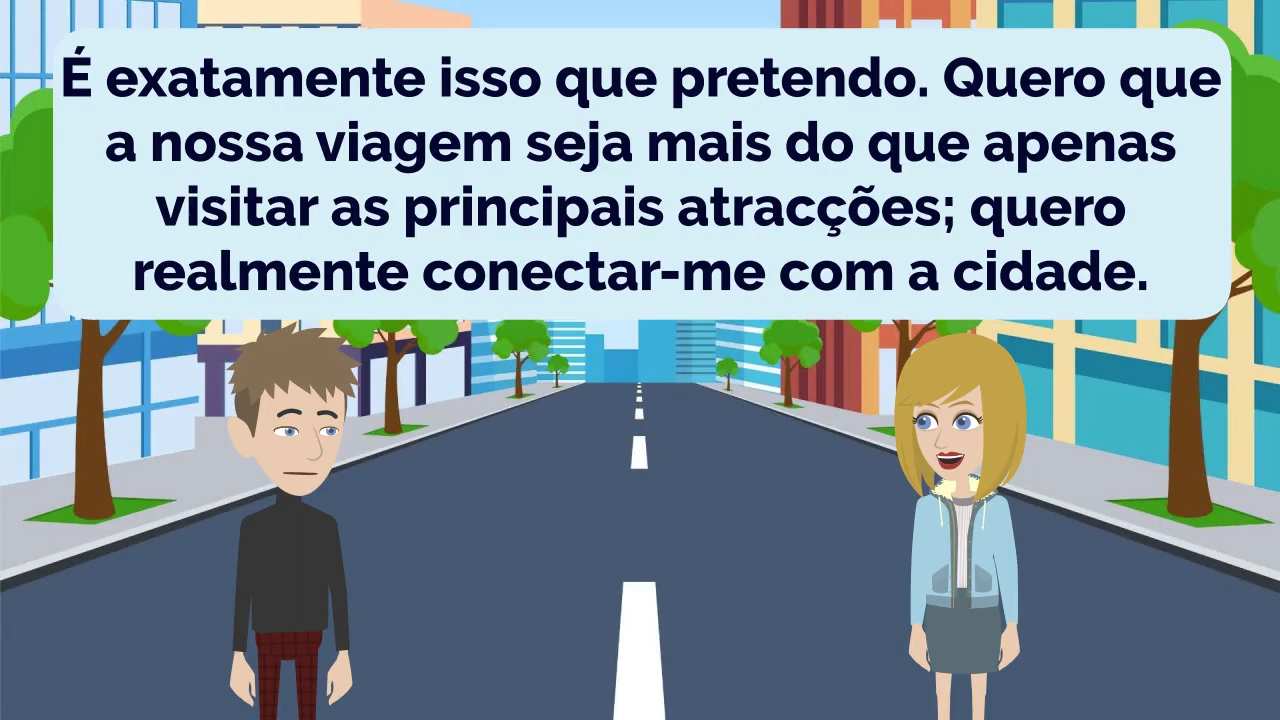 É exatamente isso que pretendo. Quero que
a nossa viagem seja mais do que apenas
visitar as principais atracções; quero
realmente conectar-me com a cidade.